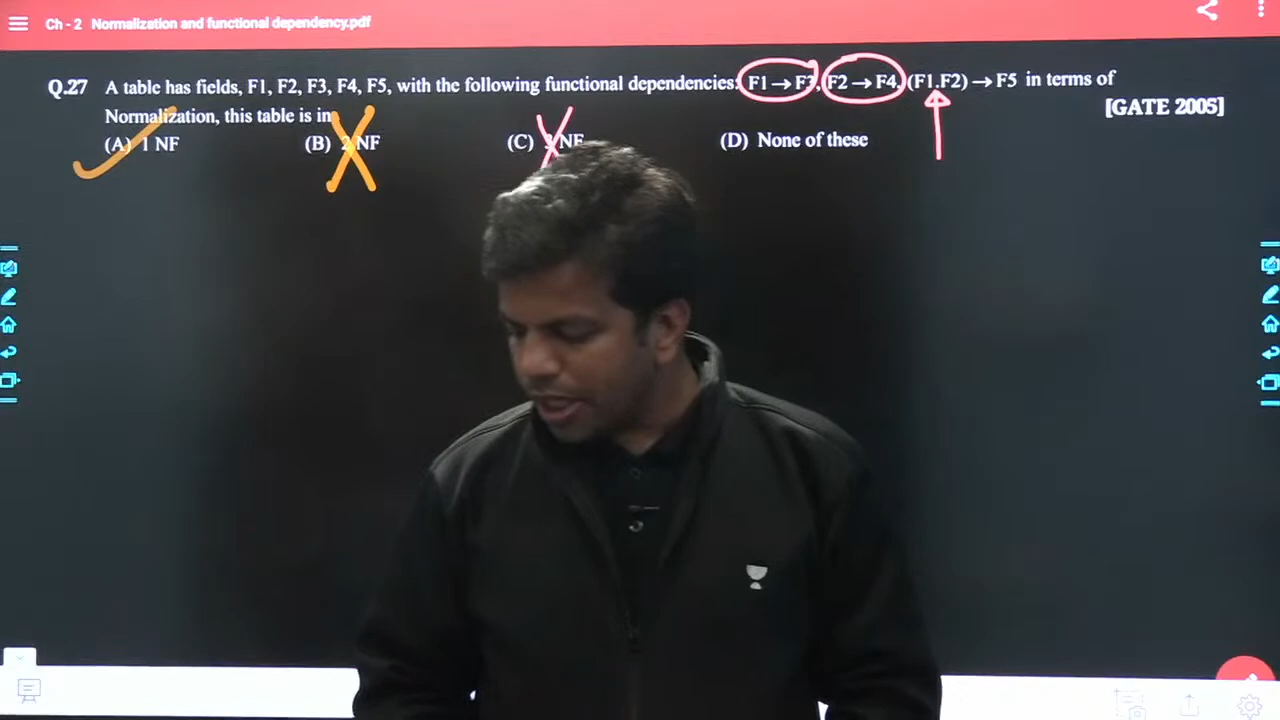 Ch - 2 Normalization and functional dependency.pdf
Q.27 A table has fields, F1, F2, F3, F4, F5, with the following functional dependencies: F1 → F3, F2 → F4, (F1.F2) → F5 in terms of
Normalization, this table is in
[GATE 2005]
(A) 1 NF (B) 2 NF (C) 3 NF (D) None of these